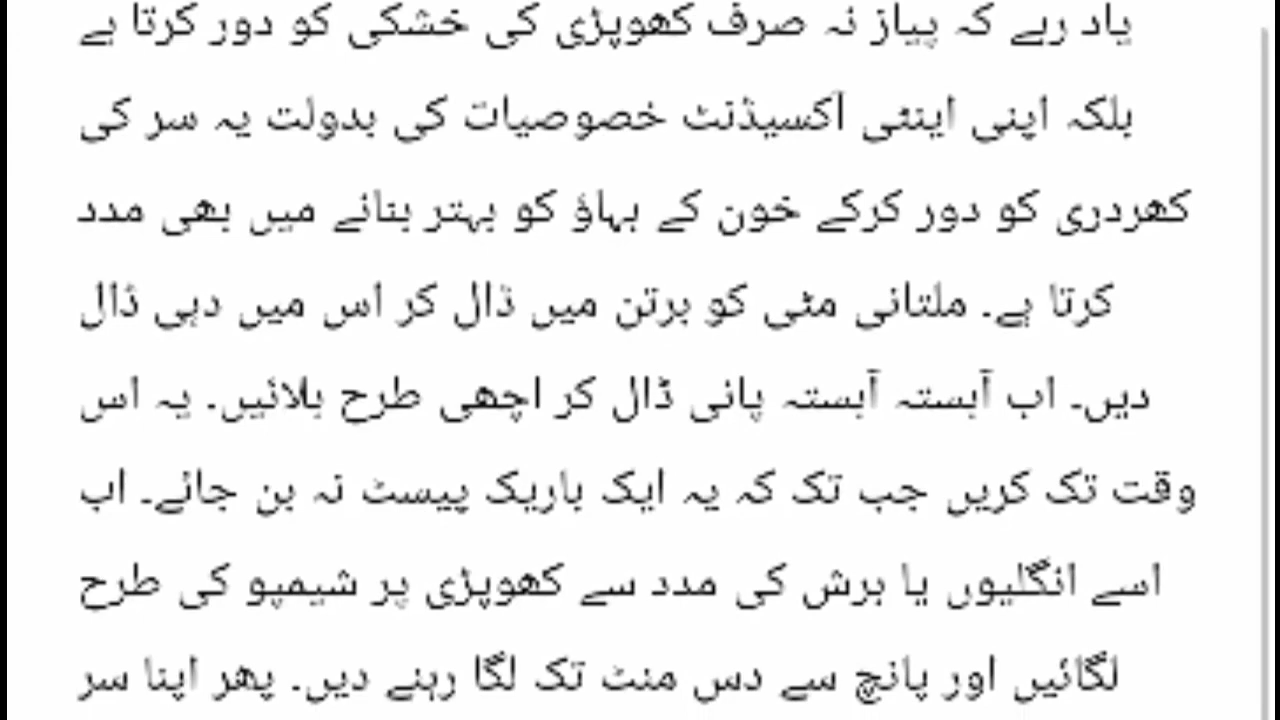 یاد رہے کہ پیاز نہ صرف کھوپڑی کی خشکی کو دور کرتا ہے
بلکہ اپنی اینٹی آکسیڈنٹ خصوصیات کی بدولت یہ سر کی
کھردری کو دور کرکے خون کے بہاؤ کو بہتر بنانے میں بھی مدد
کرتا ہے۔ ملتانی مٹی کو برتن میں ڈال کر اس میں دہی ڈال
دیں۔ اب آہستہ آہستہ پانی ڈال کر اچھی طرح ہلائیں۔ یہ اس
وقت تک کریں جب تک کہ یہ ایک باریک پیسٹ نہ بن جائے۔ اب
اسے انگلیوں یا برش کی مدد سے کھوپڑی پر شیمپو کی طرح
لگائیں اور پانچ سے دس منٹ تک لگا رہنے دیں۔ پھر اپنا سر